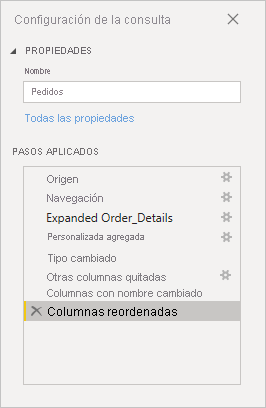 Configuración de la consulta
PROPIEDADES
Nombre
Pedidos
Todas las propiedades
PASOS APLICADOS
Origen
Navegación
Expanded Order_Details
Personalizada agregada
Tipo cambiado
Otras columnas quitadas
Columnas con nombre cambiado
Columnas reordenadas